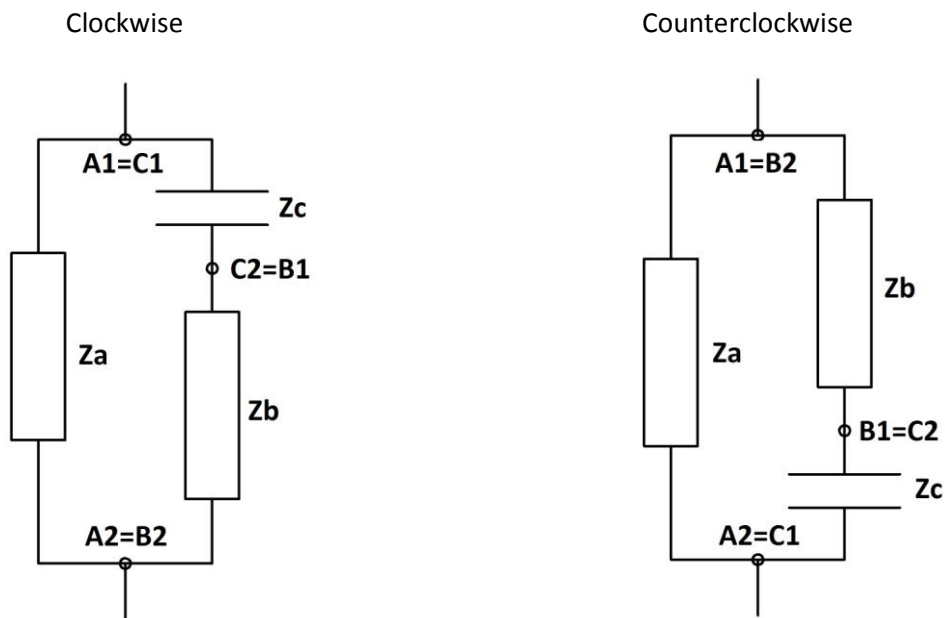 Clockwise
Counterclockwise
A1=C1
Zc
C2=B1
Za
Zb
A2=B2
A1=B2
Zb
Za
B1=C2
Zc
A2=C1